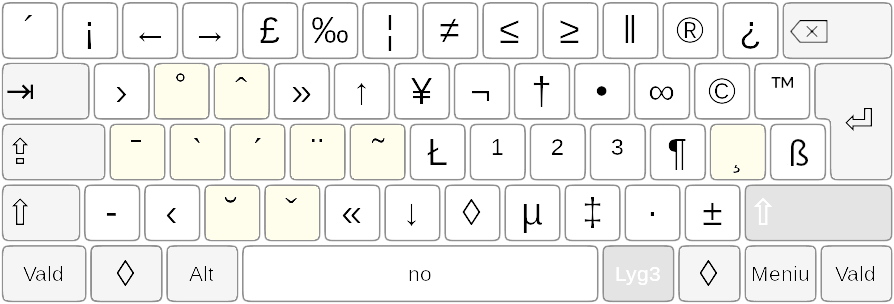 ´ ¡ ← → £ ‰ ¦ ≠ ≤ ≥ ‖ ® ¿ ⌫
⇥ › ° ˆ » ↑ ¥ ¬ † • ∞ © ™ ⏎
⇪ ¯ ` ´ ¨ ˜ Ł ¹ ² ³ ¶ ¸ ß
⇧ - ‹ ˘ ˇ « ↓ ◊ µ ‡ · ± ⇧
Vald ◊ Alt no Lyg3 ◊ Meniu Vald